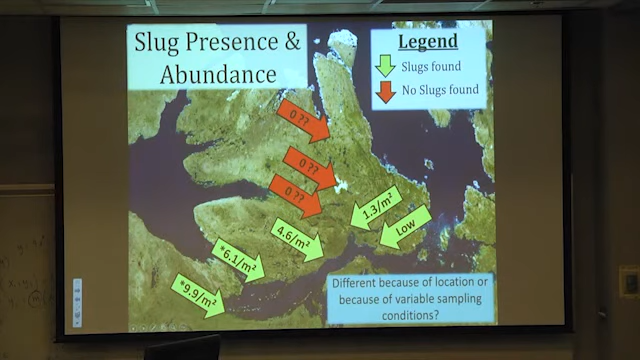 Slug Presence &
Abundance
Legend
Slugs found
No Slugs found
0 ??
0 ??
0 ??
1.3/m²
Low
4.6/m²
*6.1/m²
*9.9/m²
Different because of location or
because of variable sampling
conditions?